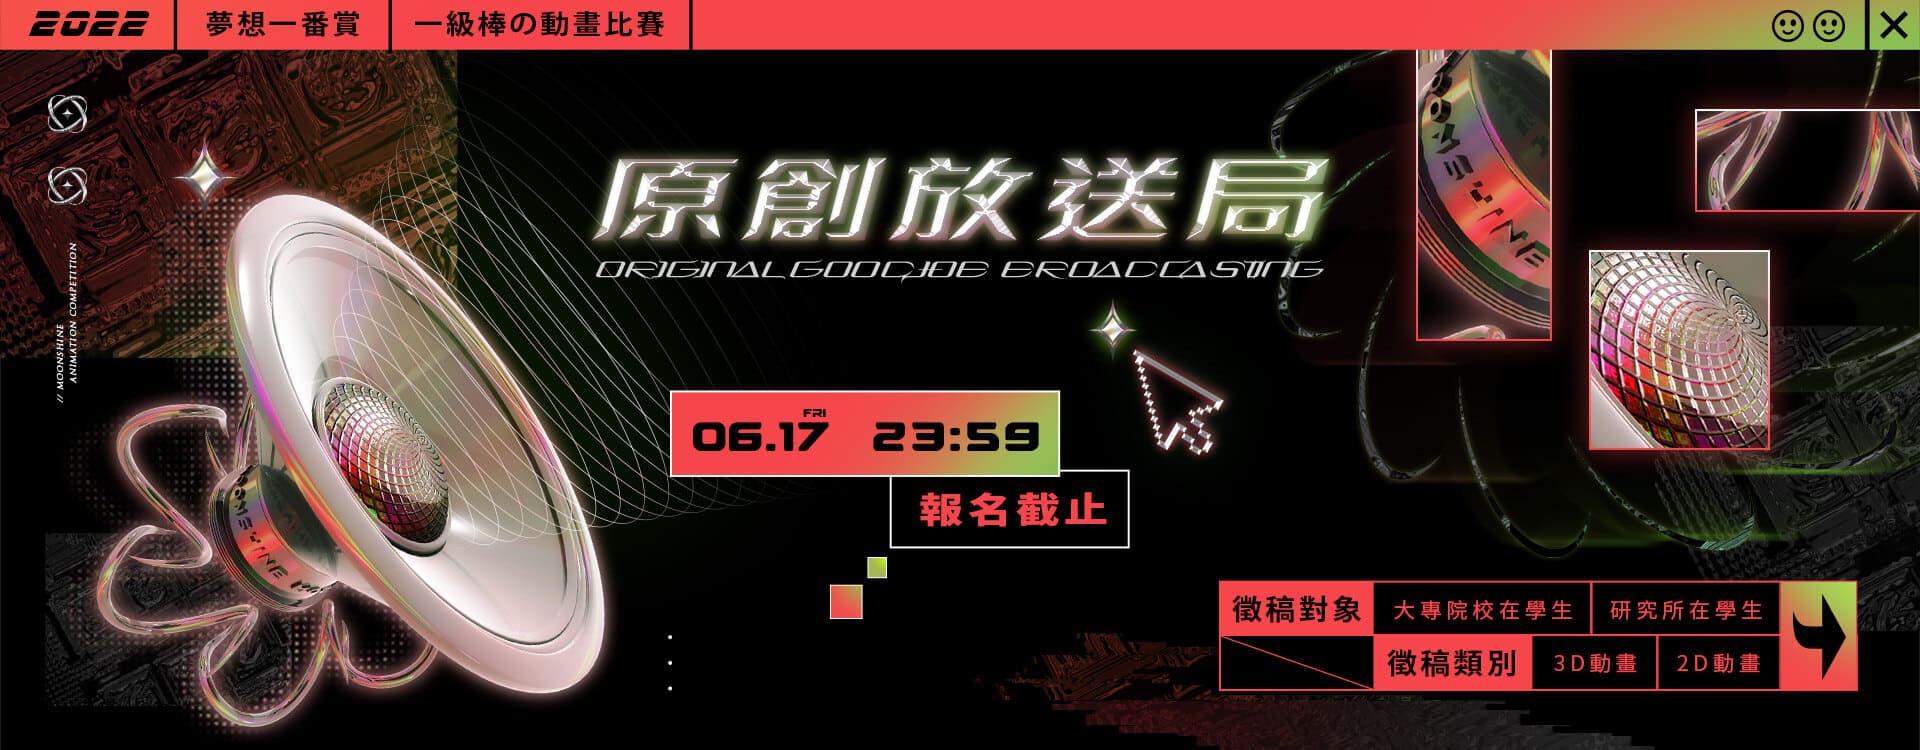 2022
夢想一番賞
一級棒の動畫比賽
// MOONSHINE
ANIMATION COMPETITION
原創放送局
ORIGINAL GOODJOB BROADCASTING
FRI
06.17 23:59
報名截止
徵稿對象 大專院校在學生 研究所在學生
徵稿類別 3D動畫 2D動畫